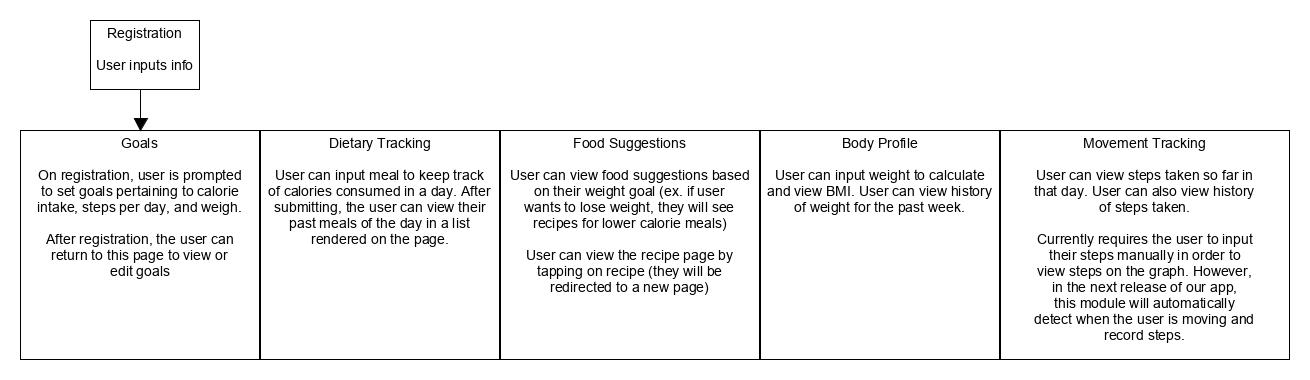 Registration
User inputs info
Goals
On registration, user is prompted
to set goals pertaining to calorie
intake, steps per day, and weigh.
After registration, the user can
return to this page to view or
edit goals
Dietary Tracking
User can input meal to keep track
of calories consumed in a day. After
submitting, the user can view their
past meals of the day in a list
rendered on the page.
Food Suggestions
User can view food suggestions based
on their weight goal (ex. if user
wants to lose weight, they will see
recipes for lower calorie meals)
User can view the recipe page by
tapping on recipe (they will be
redirected to a new page)
Body Profile
User can input weight to calculate
and view BMI. User can view history
of weight for the past week.
Movement Tracking
User can view steps taken so far in
that day. User can also view history
of steps taken.
Currently requires the user to input
their steps manually in order to
view steps on the graph. However,
in the next release of our app,
this module will automatically
detect when the user is moving and
record steps.